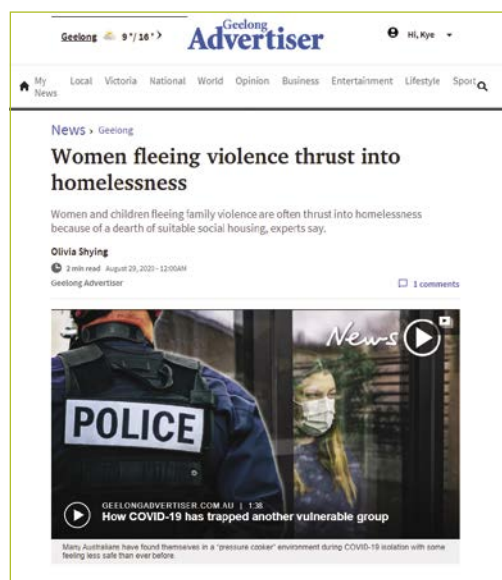 Geelong 9°/16° >
Geelong
Advertiser
Hi, Kye
My News
Local Victoria National World Opinion Business Entertainment Lifestyle Sport
News › Geelong
Women fleeing violence thrust into
homelessness
Women and children fleeing family violence are often thrust into homelessness
because of a dearth of suitable social housing, experts say.
Olivia Shying
2 min read August 29, 2020 - 12:00AM
Geelong Advertiser
1 comments
News
POLICE
GEELONGADVERTISER.COM.AU | 1:38
How COVID-19 has trapped another vulnerable group
Many Australians have found themselves in a "pressure cooker" environment during COVID-19 isolation with some
feeling less safe than ever before.